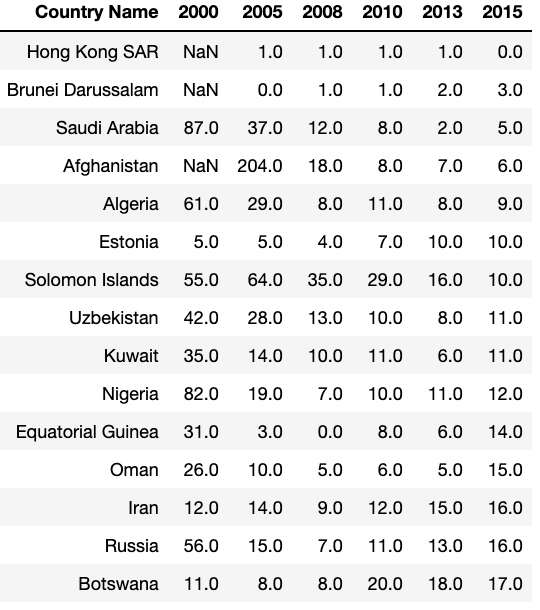 Country Name 2000 2005 2008 2010 2013 2015
Hong Kong SAR NaN 1.0 1.0 1.0 1.0 0.0
Brunei Darussalam NaN 0.0 1.0 1.0 2.0 3.0
Saudi Arabia 87.0 37.0 12.0 8.0 2.0 5.0
Afghanistan NaN 204.0 18.0 8.0 7.0 6.0
Algeria 61.0 29.0 8.0 11.0 8.0 9.0
Estonia 5.0 5.0 4.0 7.0 10.0 10.0
Solomon Islands 55.0 64.0 35.0 29.0 16.0 10.0
Uzbekistan 42.0 28.0 13.0 10.0 8.0 11.0
Kuwait 35.0 14.0 10.0 11.0 6.0 11.0
Nigeria 82.0 19.0 7.0 10.0 11.0 12.0
Equatorial Guinea 31.0 3.0 0.0 8.0 6.0 14.0
Oman 26.0 10.0 5.0 6.0 5.0 15.0
Iran 12.0 14.0 9.0 12.0 15.0 16.0
Russia 56.0 15.0 7.0 11.0 13.0 16.0
Botswana 11.0 8.0 8.0 20.0 18.0 17.0